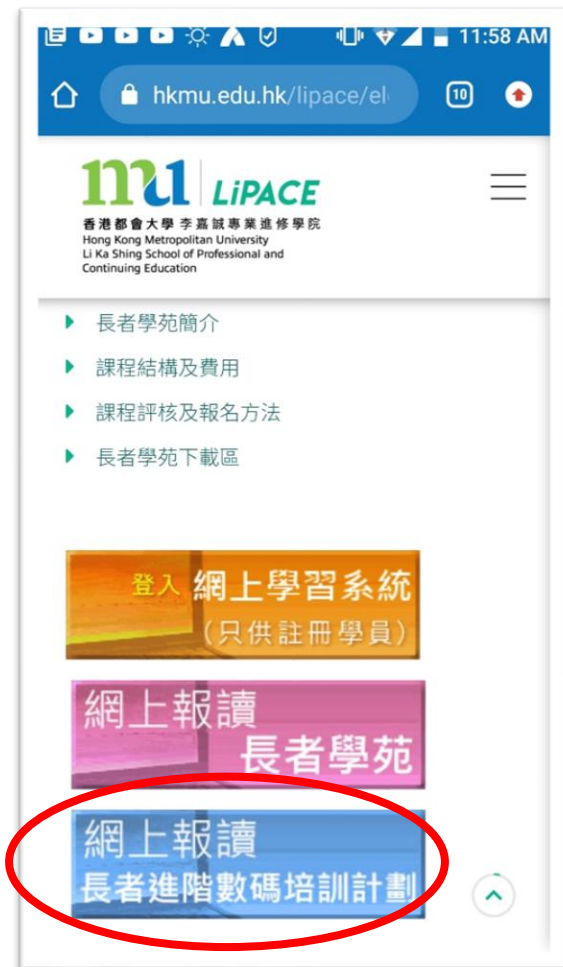 11:58 AM
hkmu.edu.hk/lipace/el
10
mu LiPACE
香港都會大學 李嘉誠專業進修學院
Hong Kong Metropolitan University
Li Ka Shing School of Professional and
Continuing Education
長者學苑簡介
課程結構及費用
課程評核及報名方法
長者學苑下載區
登入 網上學習系統
(只供註冊學員)
網上報讀
長者學苑
網上報讀
長者進階數碼培訓計劃